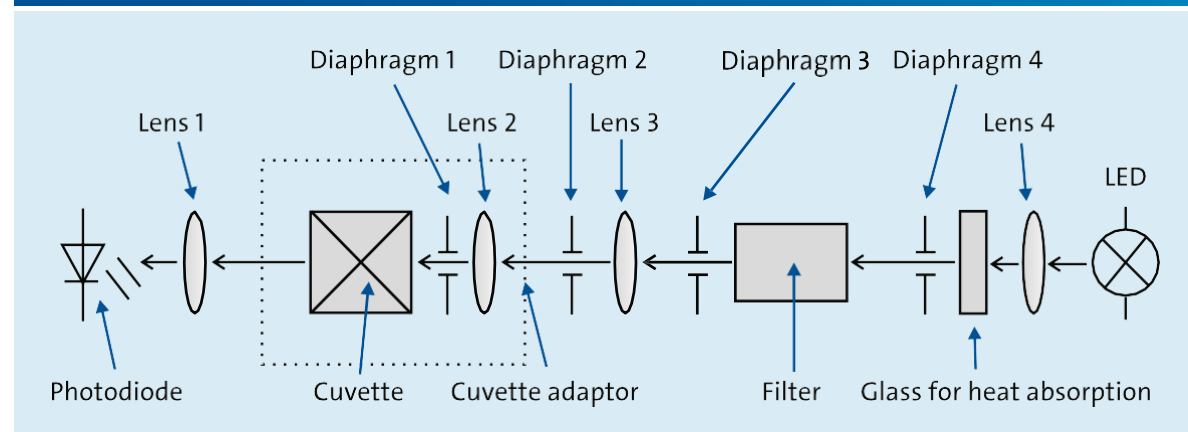 Diaphragm 1
Diaphragm 2
Diaphragm 3
Diaphragm 4
Lens 1
Lens 2
Lens 3
Lens 4
LED
Photodiode
Cuvette
Cuvette adaptor
Filter
Glass for heat absorption